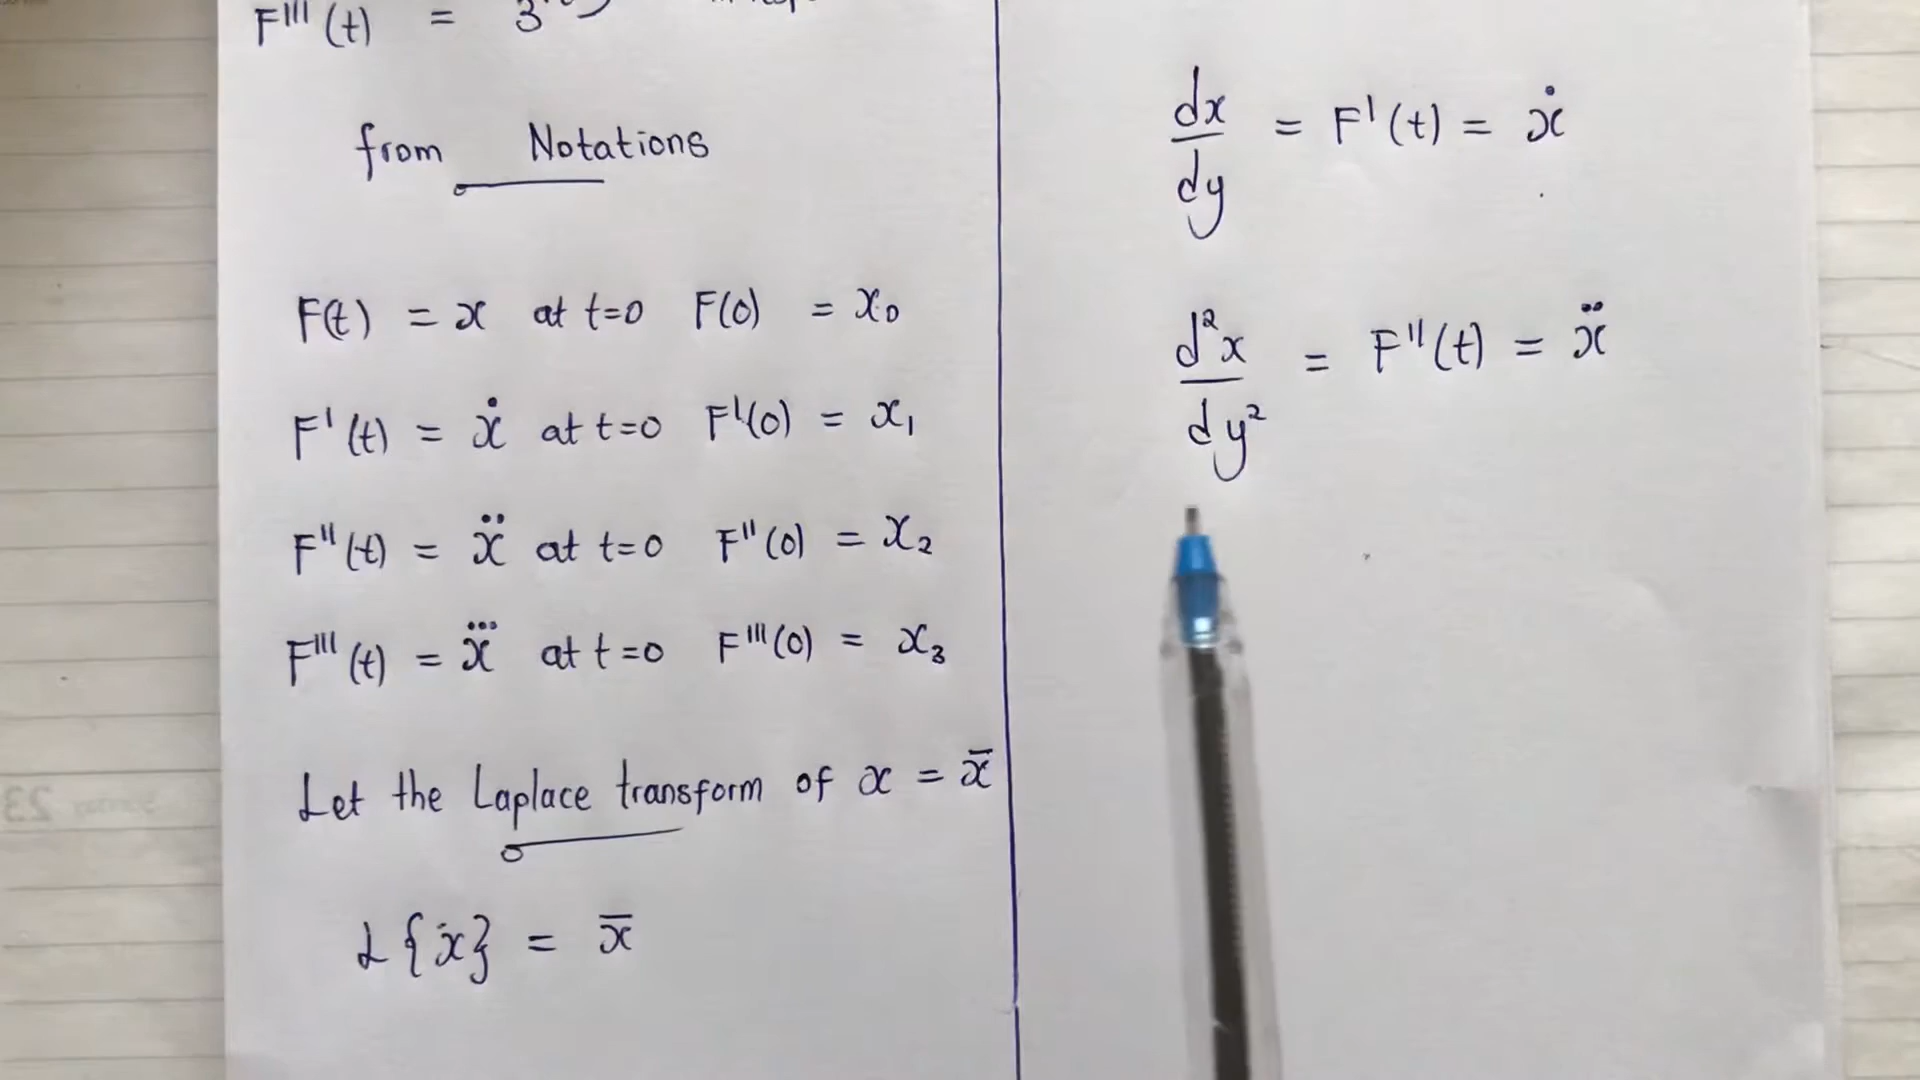 F'''(t) = 3
from Notations
F(t) = x at t=0 F(0) = x₀
F'(t) = ẋ at t=0 F'(0) = x₁
F''(t) = ẍ at t=0 F''(0) = x₂
F'''(t) = x⃛ at t=0 F'''(0) = x₃
Let the Laplace transform of x = x̄
L{x} = x̄
dx/dy = F'(t) = ẋ
d²x/dy² = F''(t) = ẍ